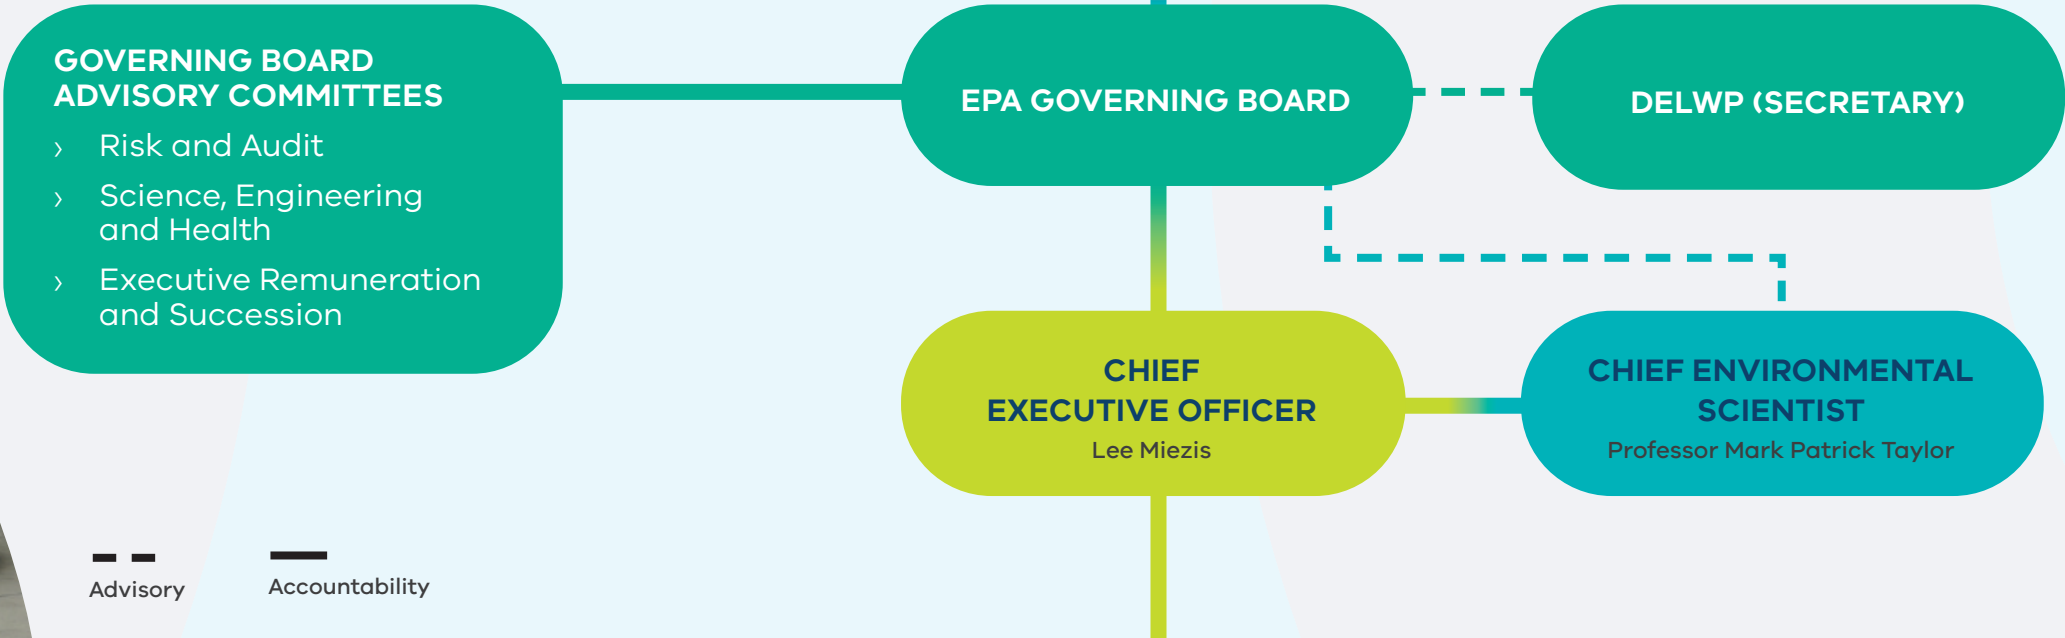 GOVERNING BOARD
ADVISORY COMMITTEES
› Risk and Audit
› Science, Engineering
and Health
› Executive Remuneration
and Succession
EPA GOVERNING BOARD
DELWP (SECRETARY)
CHIEF
EXECUTIVE OFFICER
Lee Miezis
CHIEF ENVIRONMENTAL
SCIENTIST
Professor Mark Patrick Taylor
Advisory
Accountability